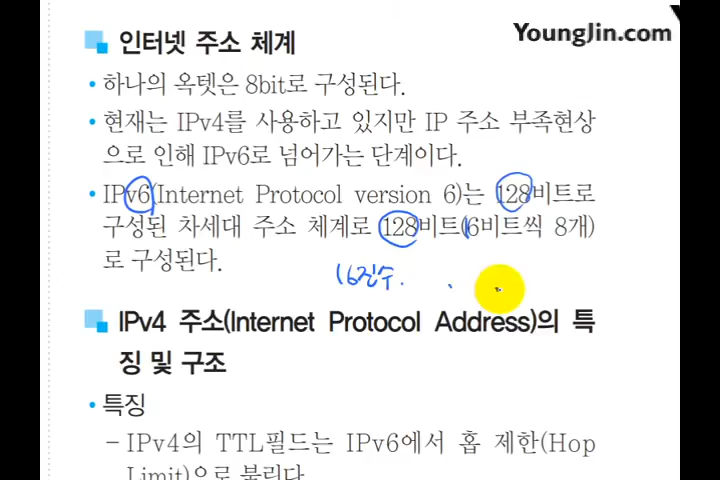 YoungJin.com
인터넷 주소 체계
• 하나의 옥텟은 8bit로 구성된다.
• 현재는 IPv4를 사용하고 있지만 IP 주소 부족현상
으로 인해 IPv6로 넘어가는 단계이다.
• IPv6(Internet Protocol version 6)는 128비트로
구성된 차세대 주소 체계로 128비트(16비트씩 8개)
로 구성된다.
16진수.
IPv4 주소(Internet Protocol Address)의 특
징 및 구조
• 특징
– IPv4의 TTL필드는 IPv6에서 홉 제한(Hop
Limit)으로 불린다.